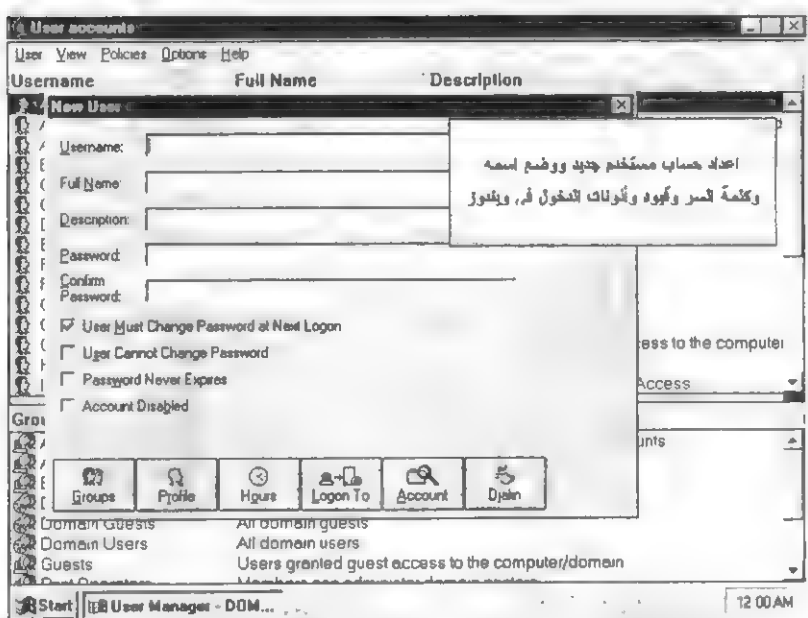 User accounts
User View Policies Options Help
Username Full Name Description
New User
Username:
Full Name:
Description:
Password:
Confirm
Password:
اعداد حساب مستخدم جديد ووضع اسمه
وكلمة السر وقيود وأذونات الدخول فى ويندوز
User Must Change Password at Next Logon
User Cannot Change Password
Password Never Expires
Account Disabled
ess to the computer
Access
Grou
unts
Groups Profile Hours Logon To Account Dialin
Domain Guests All domain guests
Domain Users All domain users
Guests Users granted guest access to the computer/domain
Start User Manager - DOM...
12:00 AM